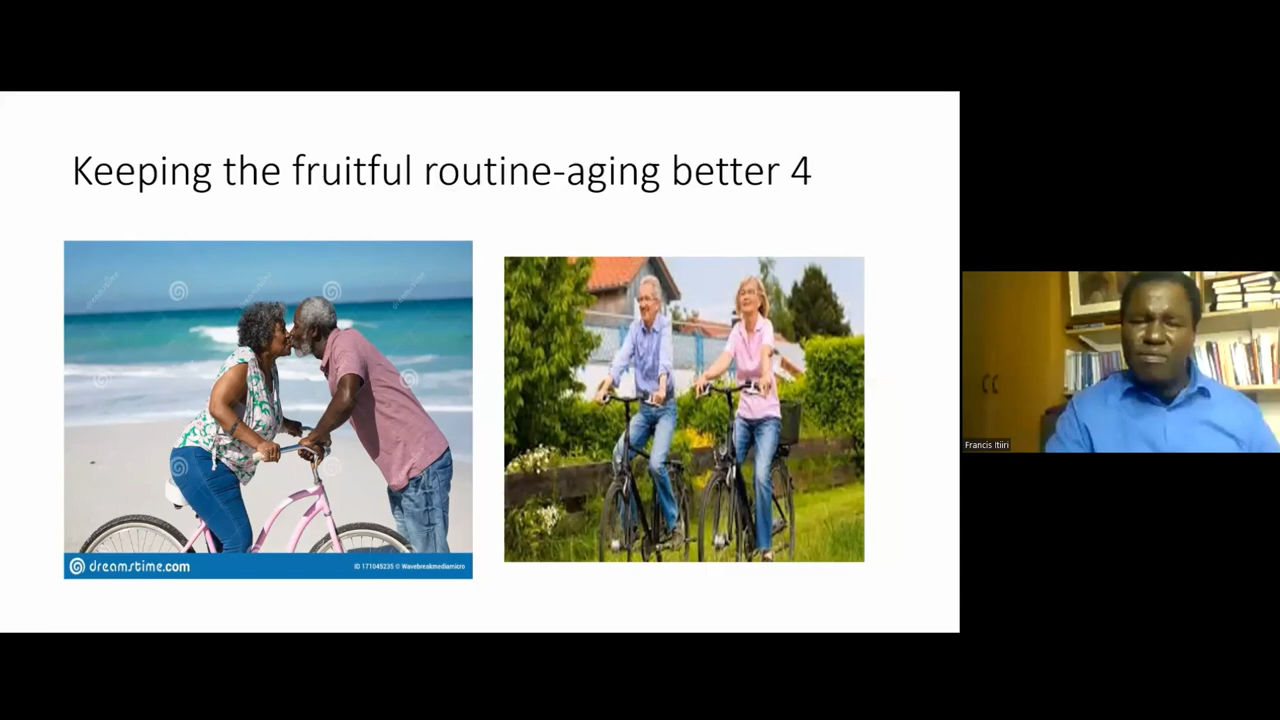 Keeping the fruitful routine-aging better 4
dreamstime.com
ID 171045235 © Wavebreakmediamicro
Francis Itiiri